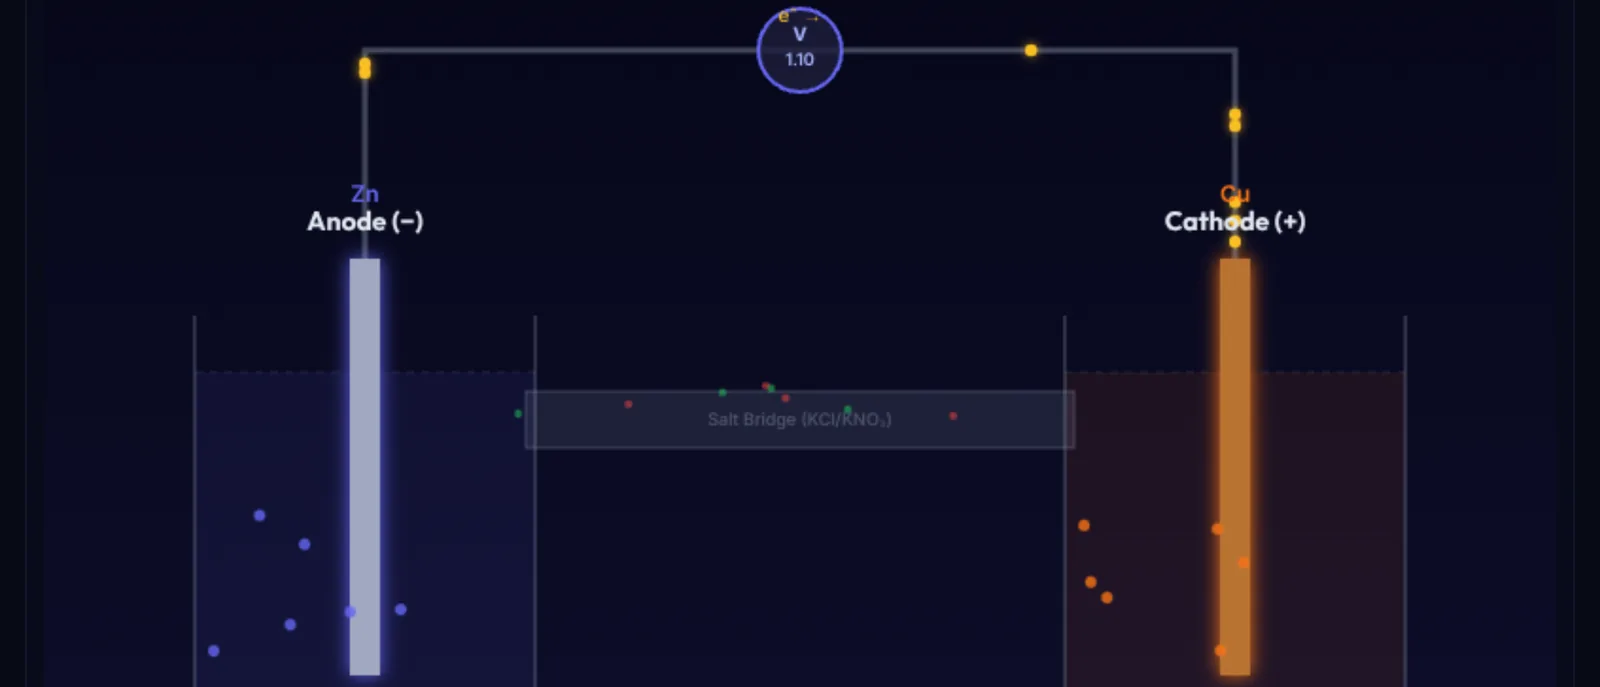 e⁻ →
V
1.10
Zn
Anode (−)
Cu
Cathode (+)
Salt Bridge (KCl/KNO₃)